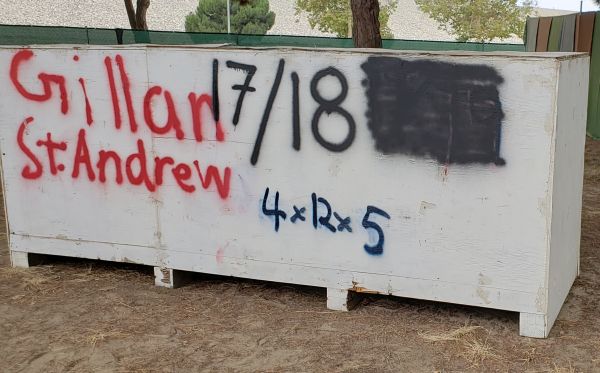 Gillan 17/18
St. Andrew
4x12x5